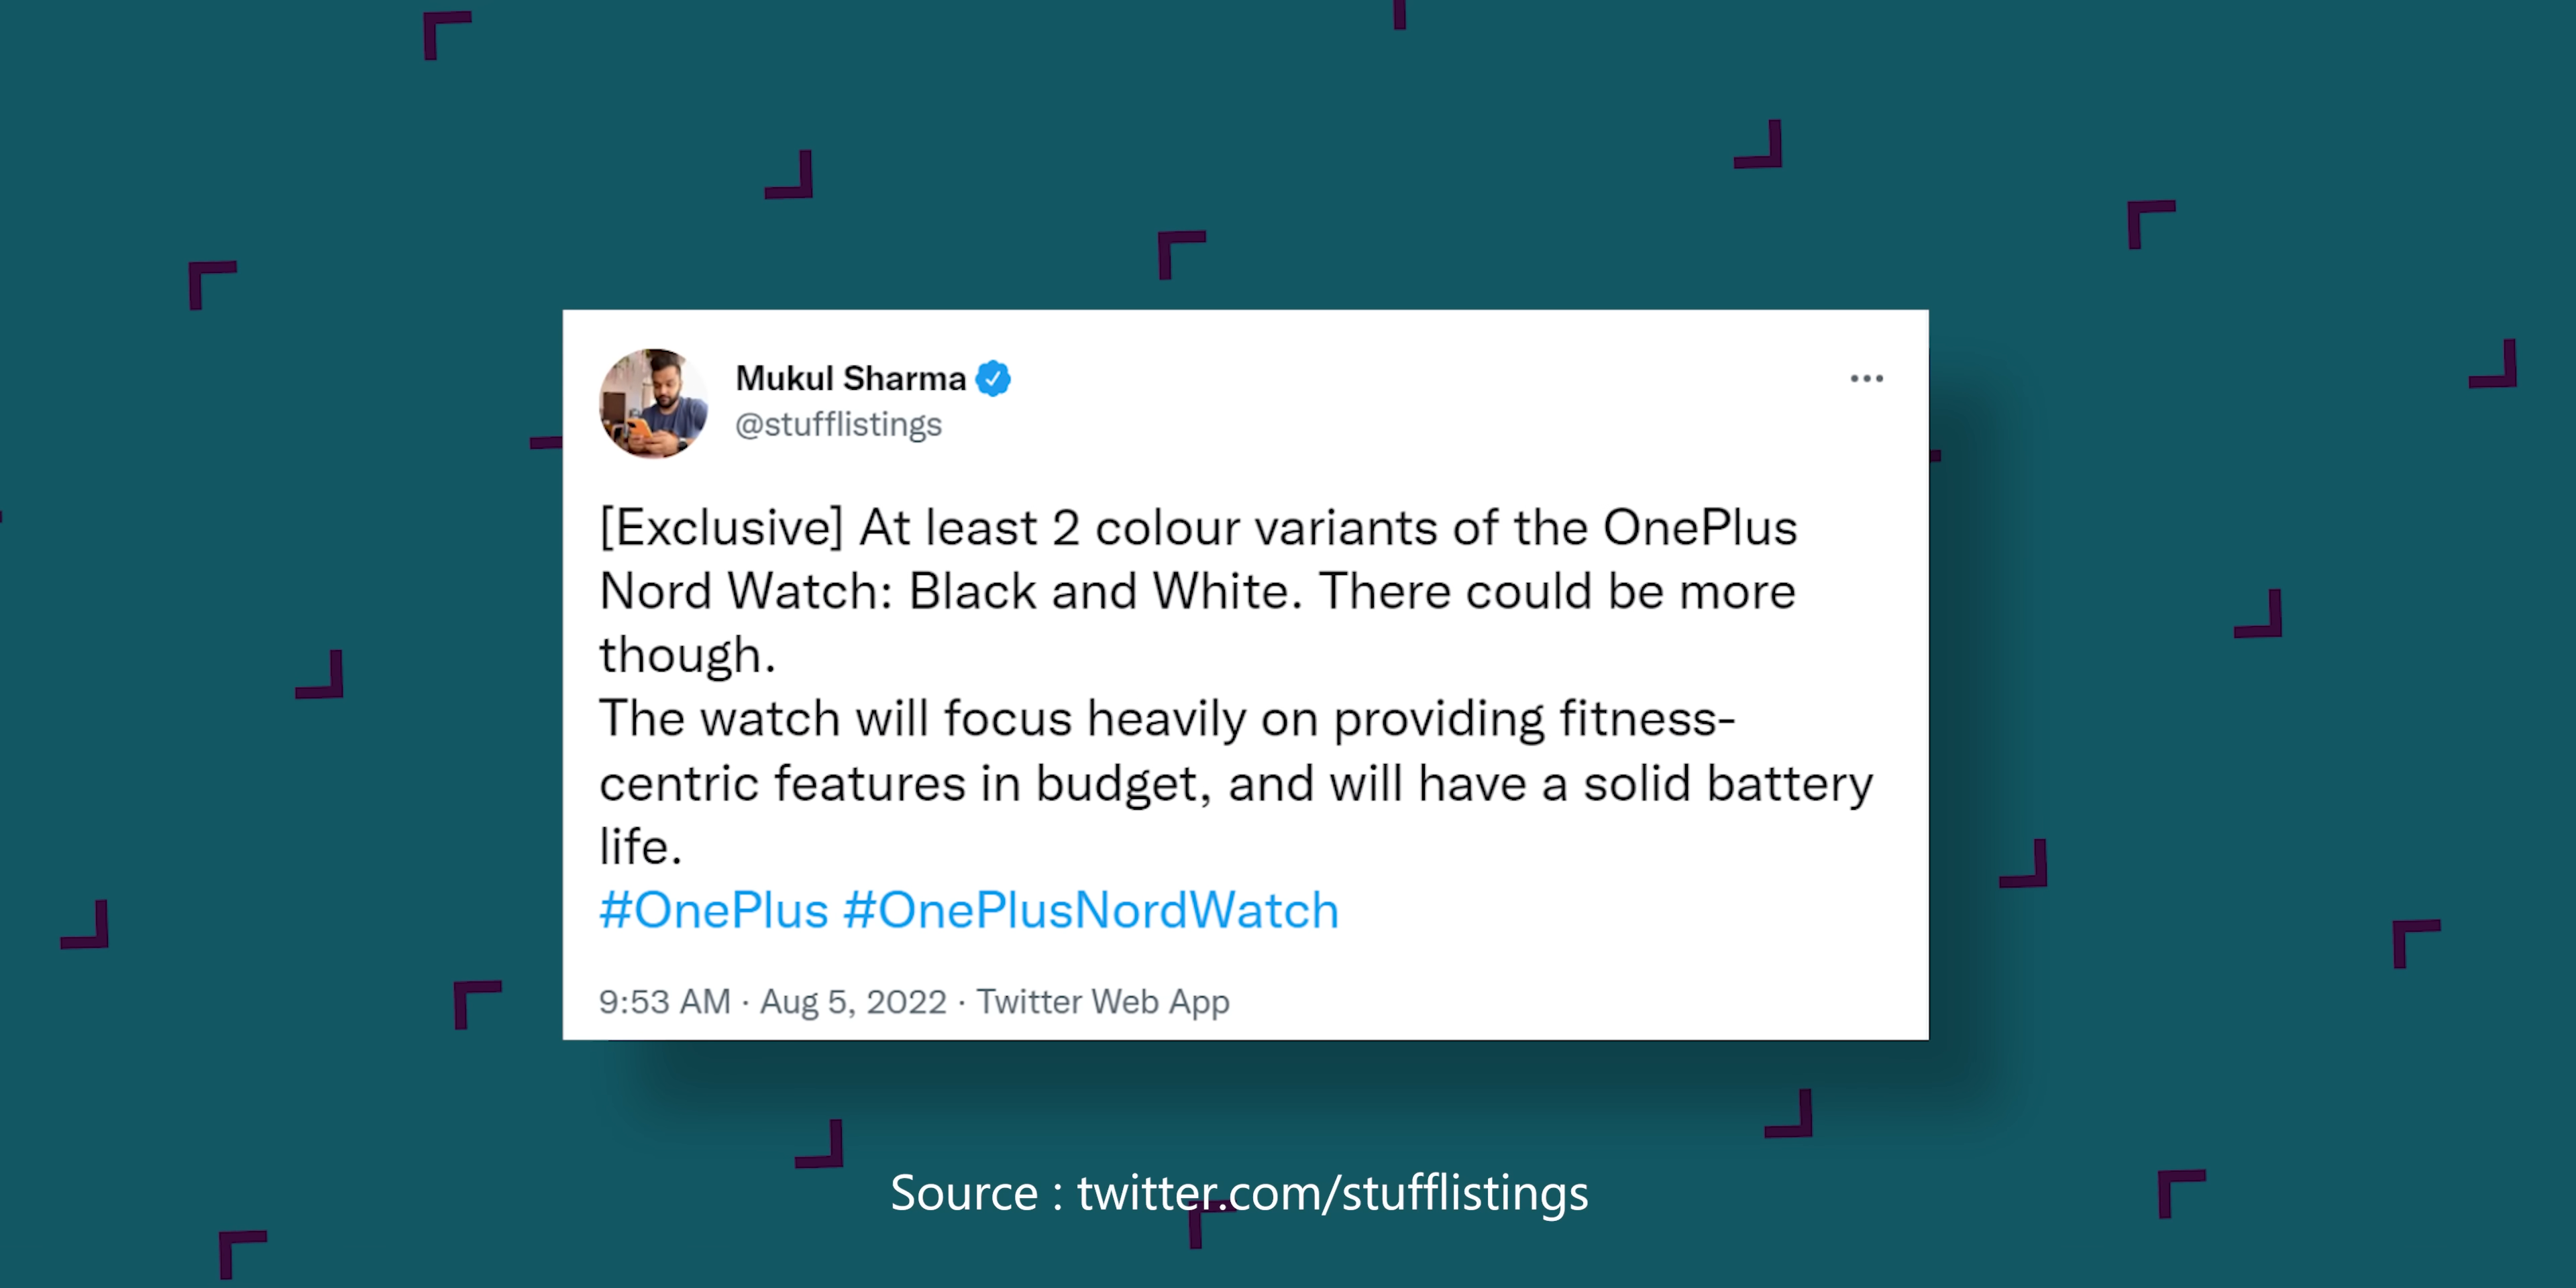 Mukul Sharma
@stufflistings
[Exclusive] At least 2 colour variants of the OnePlus
Nord Watch: Black and White. There could be more
though.
The watch will focus heavily on providing fitness-
centric features in budget, and will have a solid battery
life.
#OnePlus #OnePlusNordWatch
9:53 AM · Aug 5, 2022 · Twitter Web App
Source : twitter.com/stufflistings